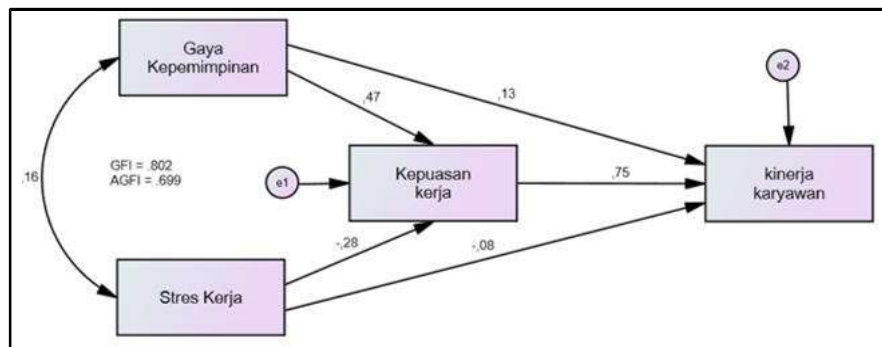 Gaya
Kepemimpinan
e2
,47
,13
,16
GFI = .802
AGFI = .699
e1
Kepuasan
kerja
,75
kinerja
karyawan
-,28
-,08
Stres Kerja